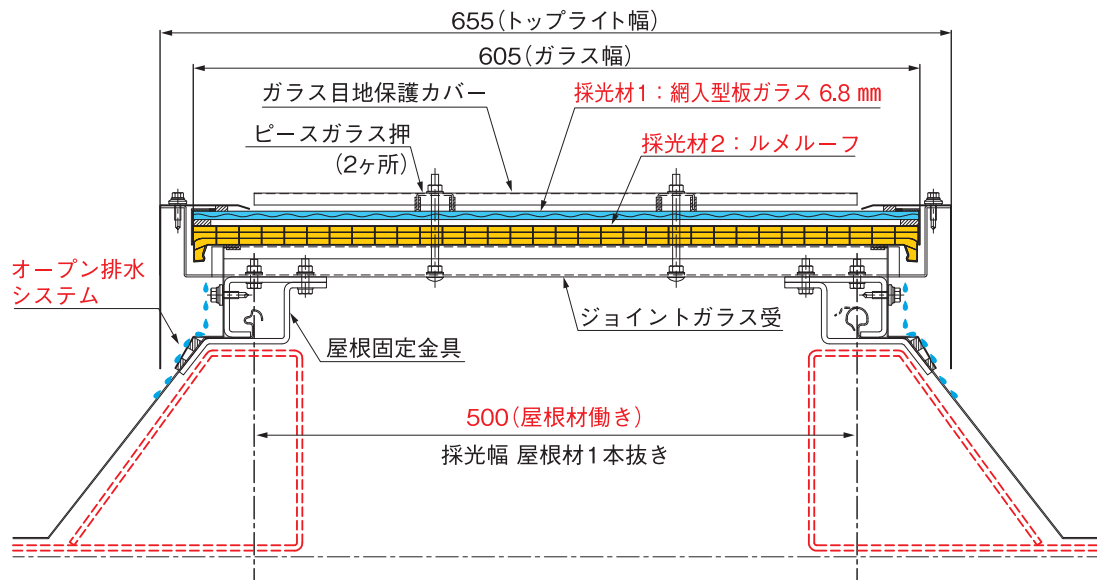 655(トップライト幅)
605(ガラス幅)
ガラス目地保護カバー
採光材1：網入型板ガラス 6.8 mm
ピースガラス押
(2ヶ所)
採光材2：ルメルーフ
オープン排水
システム
ジョイントガラス受
屋根固定金具
500(屋根材働き)
採光幅 屋根材1本抜き